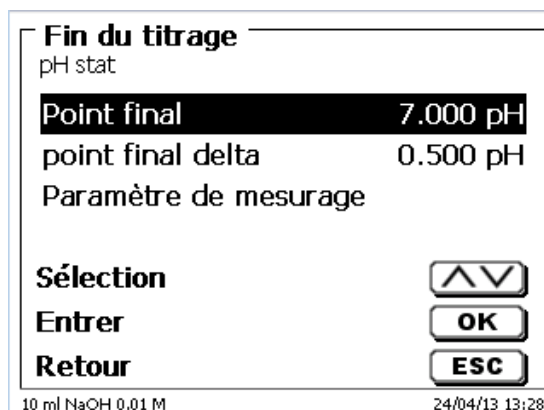 Fin du titrage
pH stat
Point final 7.000 pH
point final delta 0.500 pH
Paramètre de mesurage
Sélection
Entrer OK
Retour ESC
10 ml NaOH 0.01 M 24/04/13 13:28